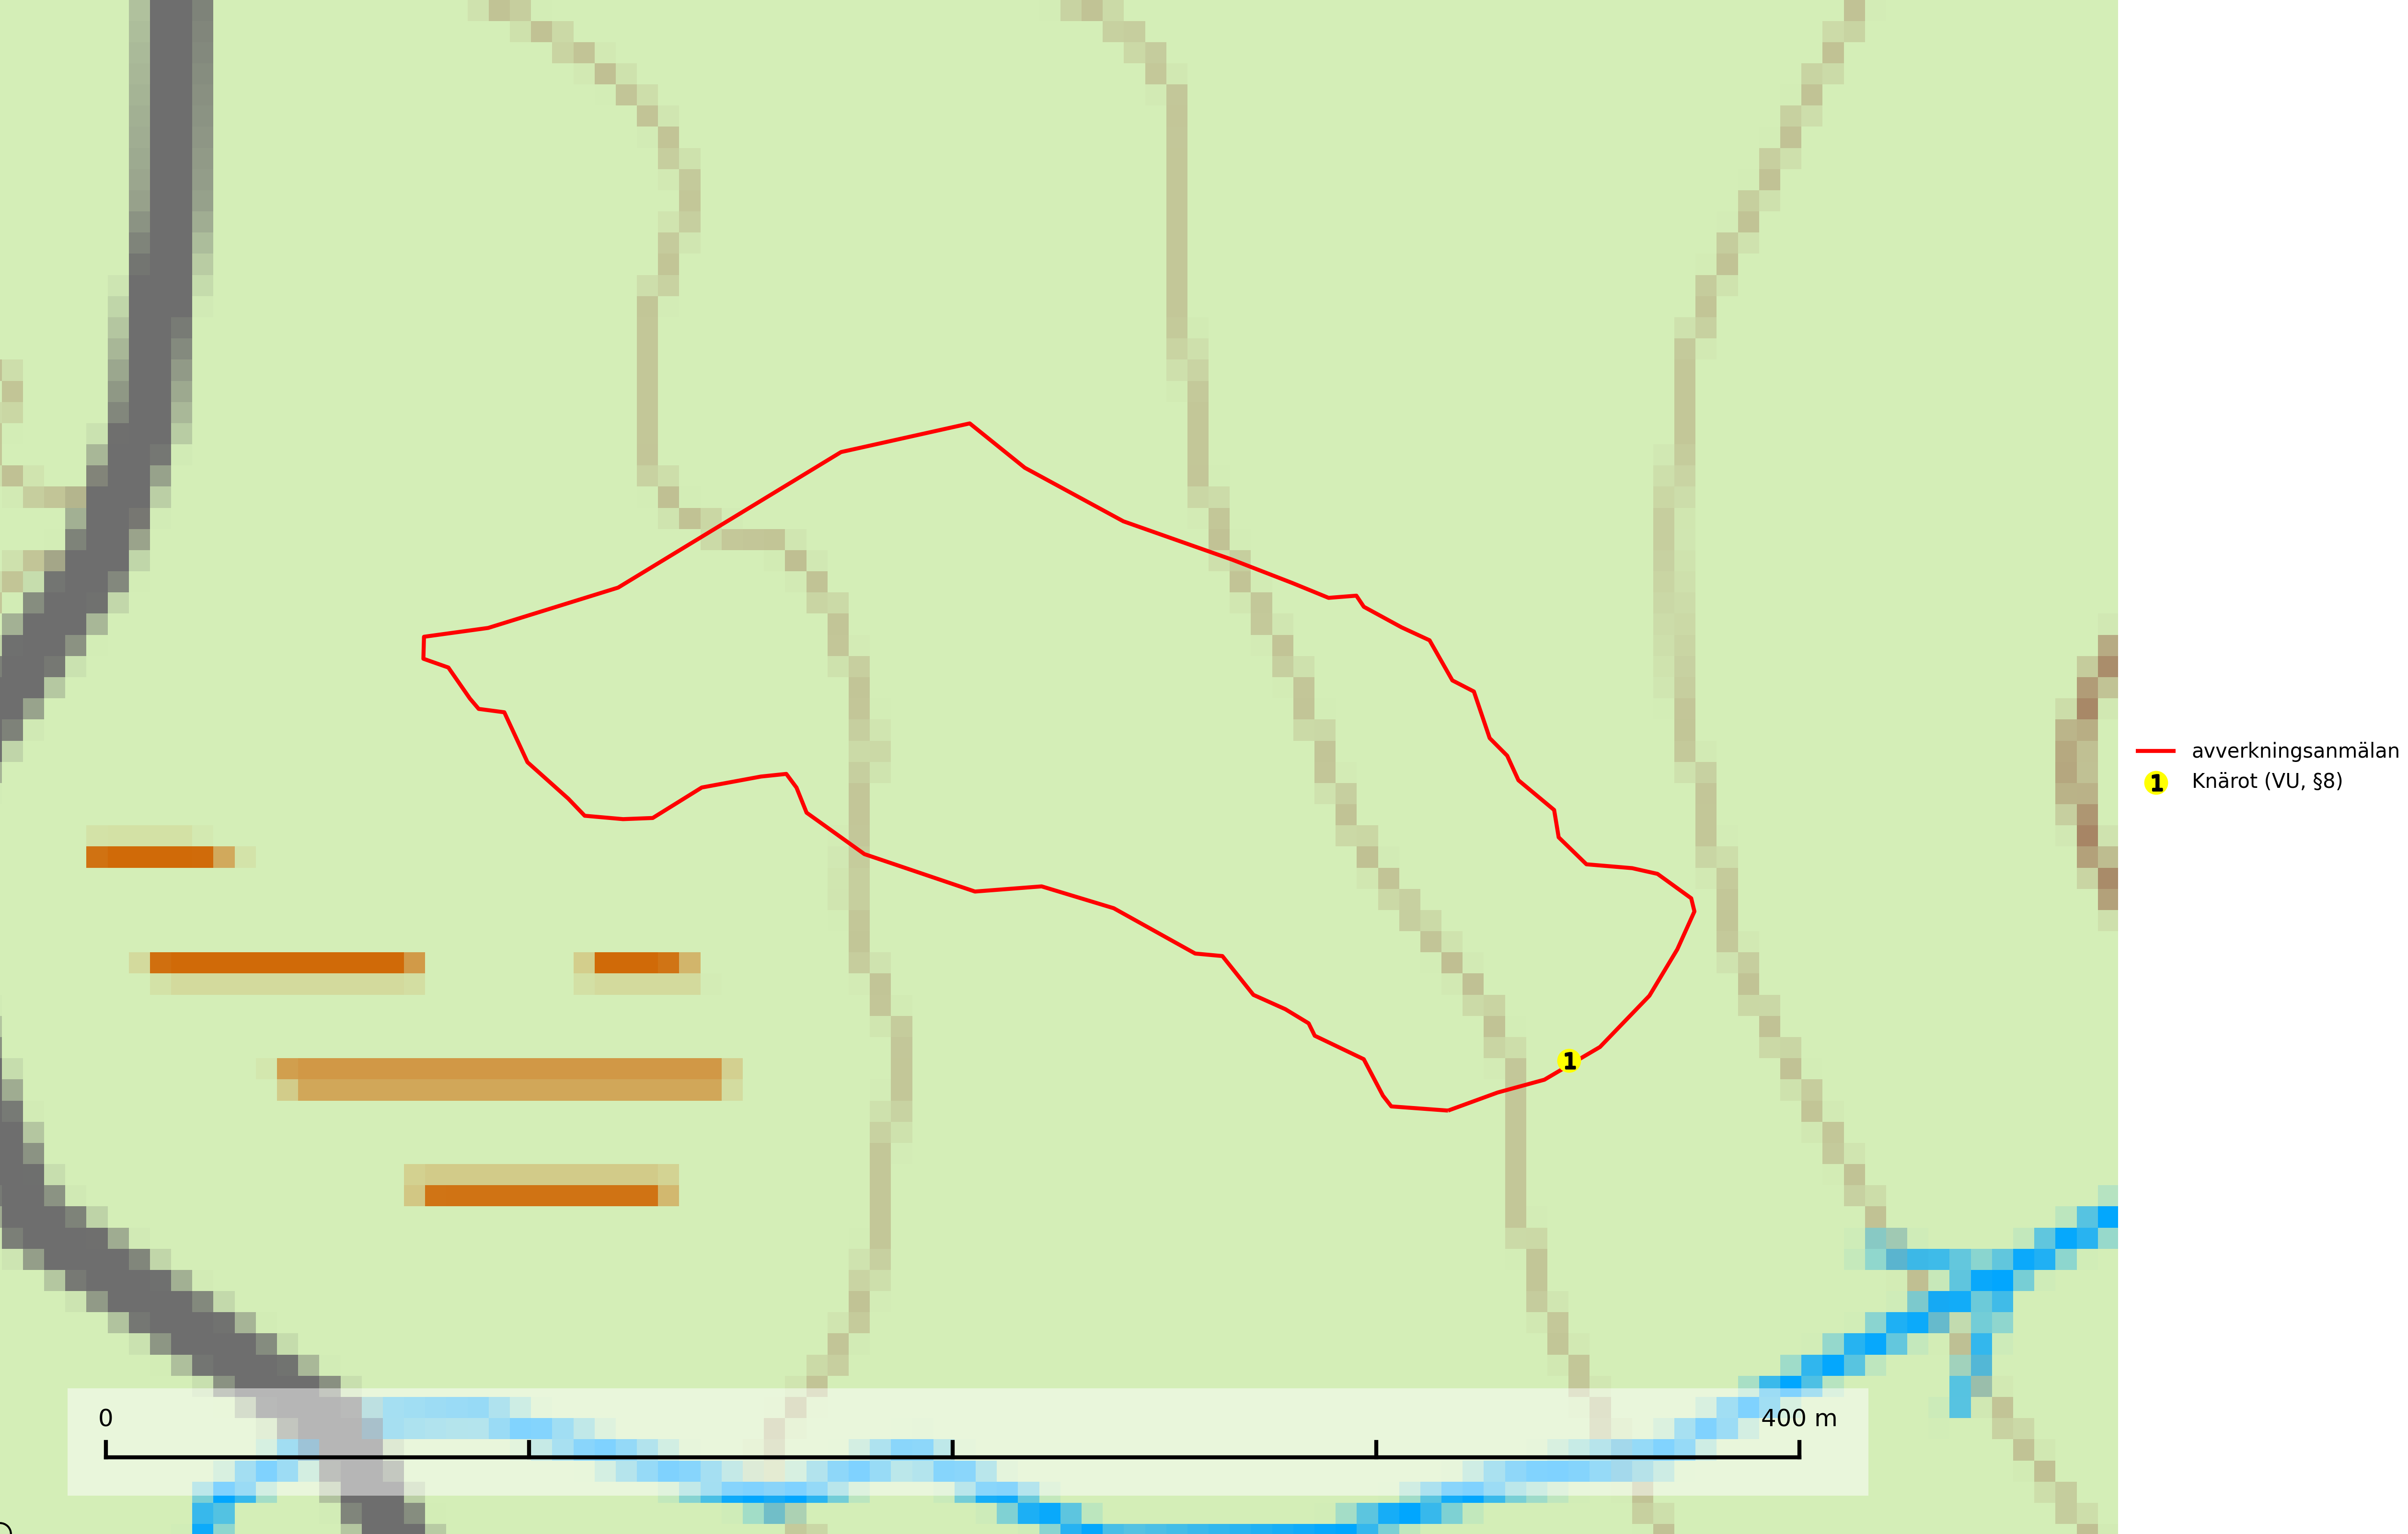 avverkningsanmälan
1 Knärot (VU, §8)
1
0 400 m